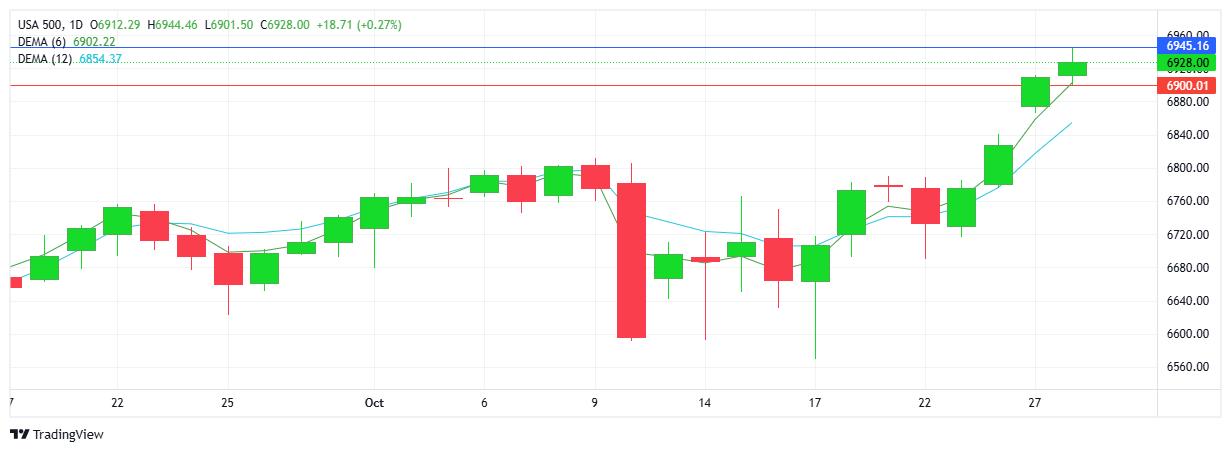 USA 500, 1D O6912.29 H6944.46 L6901.50 C6928.00 +18.71 (+0.27%)
DEMA (6) 6902.22
DEMA (12) 6854.37
6960.00
6945.16
6928.00
6900.01
6880.00
6840.00
6800.00
6760.00
6720.00
6680.00
6640.00
6600.00
6560.00
7 22 25 Oct 6 9 14 17 22 27
TradingView